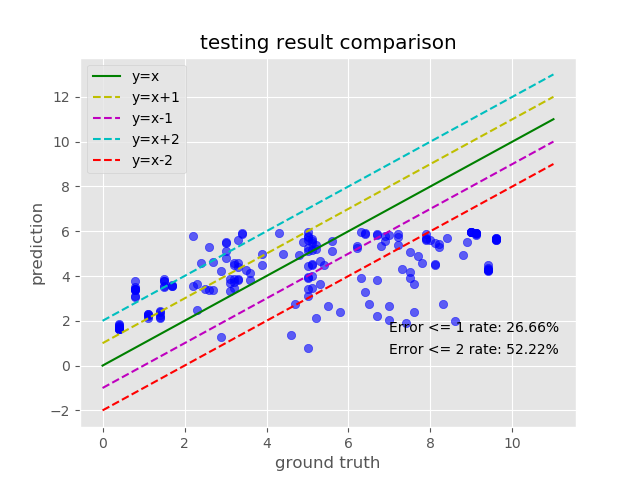 testing result comparison
y=x
y=x+1
y=x-1
y=x+2
y=x-2
12
10
8
6
4
2
0
−2
prediction
Error <= 1 rate: 26.66%
Error <= 2 rate: 52.22%
0 2 4 6 8 10
ground truth